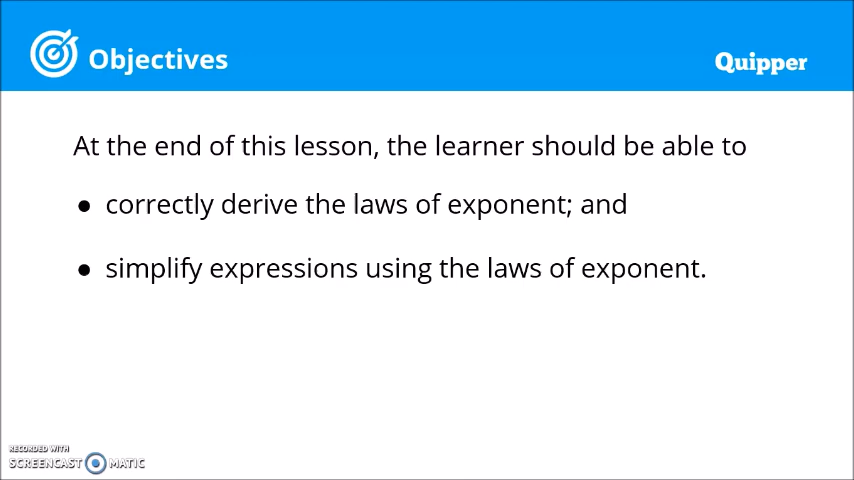 Objectives
Quipper
At the end of this lesson, the learner should be able to
● correctly derive the laws of exponent; and
● simplify expressions using the laws of exponent.
RECORDED WITH
SCREENCAST MATIC